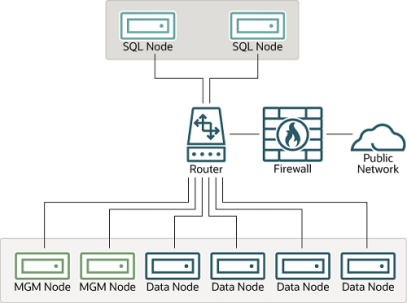 SQL Node SQL Node
Router
Firewall
Public
Network
MGM Node MGM Node Data Node Data Node Data Node Data Node